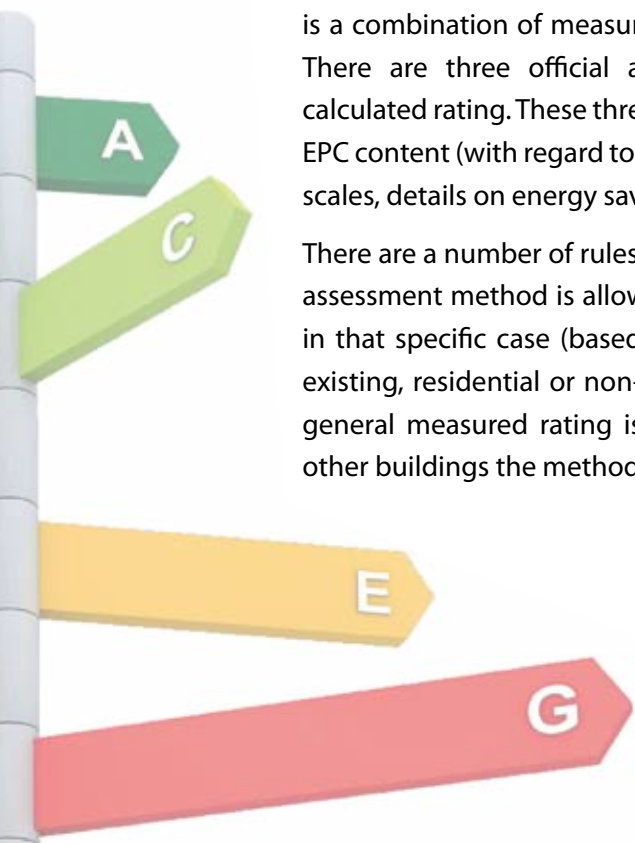 is a combination of measu
There are three official a
calculated rating. These thre
EPC content (with regard to
scales, details on energy sav
There are a number of rules
assessment method is allow
in that specific case (based
existing, residential or non-
general measured rating is
other buildings the method
A
C
E
G